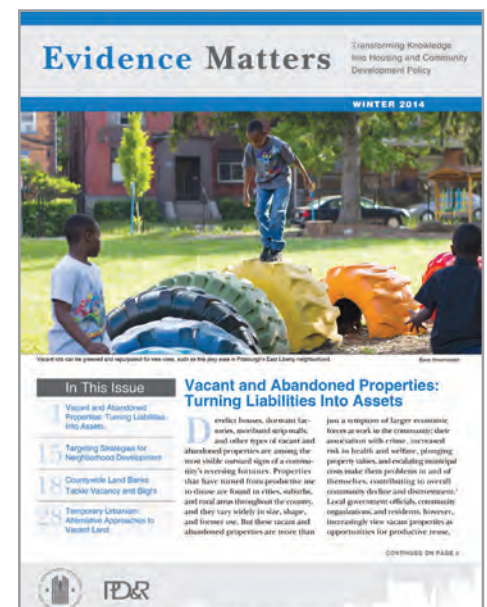 Evidence Matters
Transforming Knowledge
Into Housing and Community
Development Policy
WINTER 2014
Vacant lots can be greened and repurposed for new uses, such as this play area in Pittsburgh's East Liberty neighborhood.
In This Issue
1 Vacant and Abandoned
Properties: Turning Liabilities
Into Assets
15 Targeting Strategies for
Neighborhood Development
18 Countywide Land Banks
Tackle Vacancy and Blight
28 Temporary Urbanism:
Alternative Approaches to
Vacant Land
Vacant and Abandoned Properties:
Turning Liabilities Into Assets
Derelict houses, dormant fac-
tories, moribund strip malls,
and other types of vacant and
abandoned properties are among the
most visible outward signs of a commu-
nity's reversing fortunes. Properties
that have turned from productive use
to disuse are found in cities, suburbs,
and rural areas throughout the country,
and they vary widely in size, shape,
and former use. But these vacant and
abandoned properties are more than
just a symptom of larger economic
forces at work in the community; their
association with crime, increased
risk to health and welfare, plunging
property values, and escalating municipal
costs make them problems in and of
themselves, contributing to overall
community decline and disinvestment.
Local government officials, community
organizations, and residents, however,
increasingly view vacant properties as
opportunities for productive reuse,
CONTINUED ON PAGE 2
PD&R